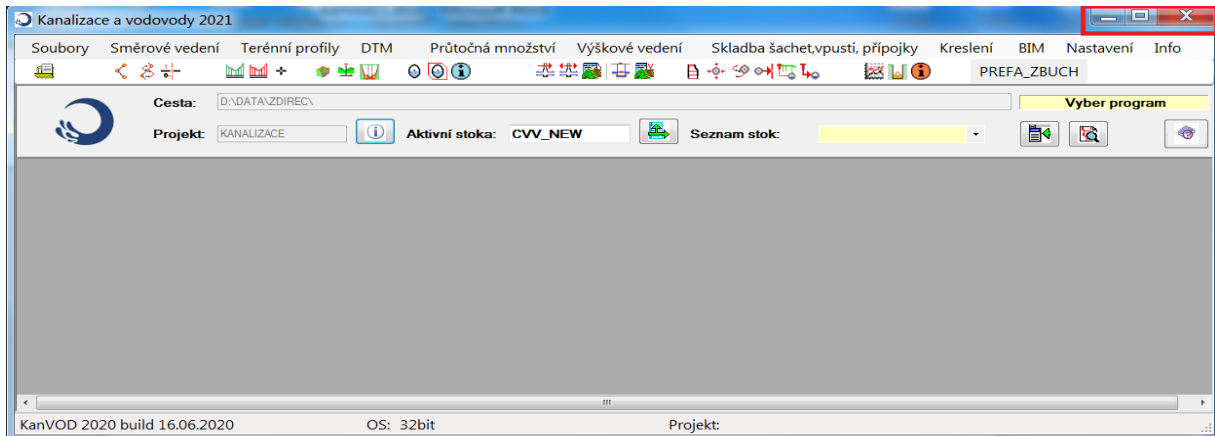 Kanalizace a vodovody 2021
Soubory Směrové vedení Terénní profily DTM Průtočná množství Výškové vedení Skladba šachet,vpusti, přípojky Kreslení BIM Nastavení Info
PREFA_ZBUCH
Cesta: D:\DATA\ZDIREC\ Vyber program
Projekt: KANALIZACE Aktivní stoka: CVV_NEW Seznam stok:
KanVOD 2020 build 16.06.2020 OS: 32bit Projekt: